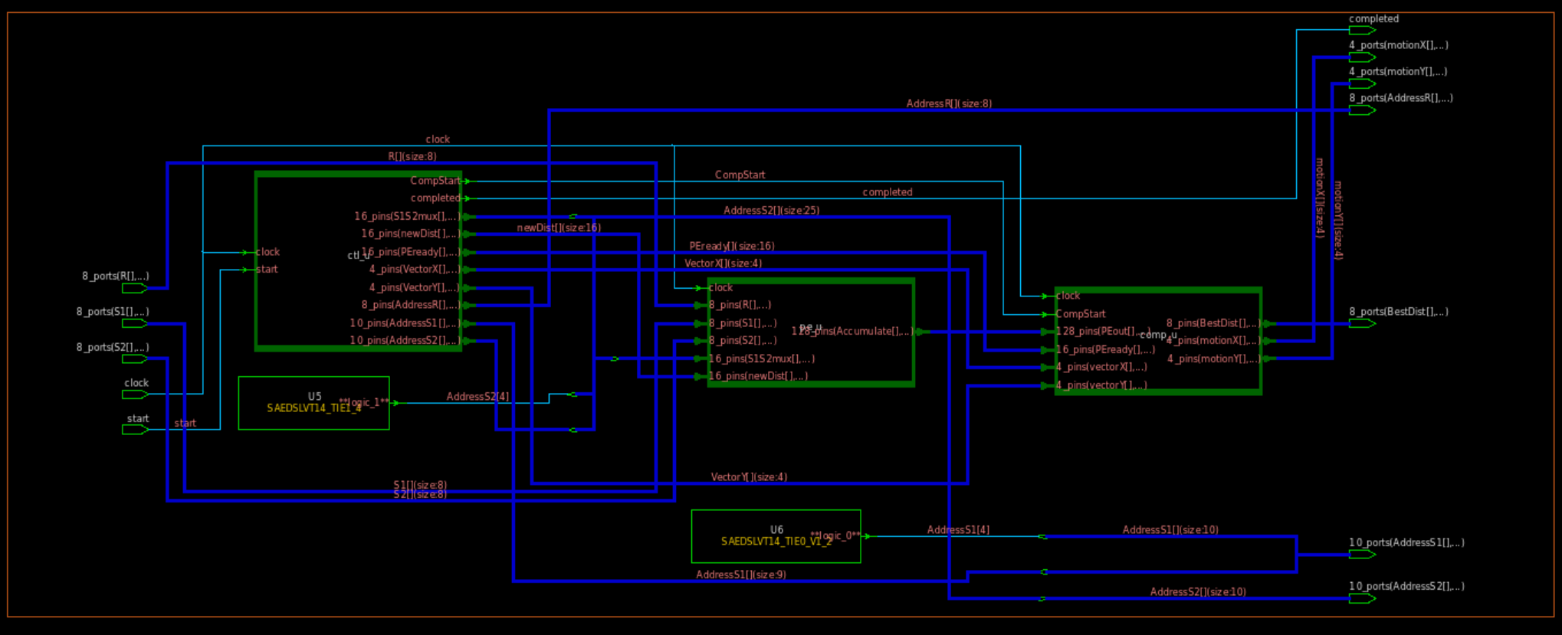 completed
4_ports(motionX[],...)
4_ports(motionY[],...)
8_ports(AddressR[],...)
AddressR[](size:8)
clock
R[](size:8)
CompStart
completed
CompStart
completed
16_pins(S1S2mux[],...)
16_pins(newDist[],...)
16_pins(PEready[],...)
4_pins(VectorX[],...)
4_pins(VectorY[],...)
8_pins(AddressR[],...)
10_pins(AddressS1[],...)
10_pins(AddressS2[],...)
clock
start
ctl_u
AddressS2[](size:25)
newDist[](size:16)
PEready[](size:16)
VectorX[](size:4)
motionX[](size:4)
motionY[](size:4)
8_ports(R[],...)
8_ports(S1[],...)
8_ports(S2[],...)
clock
start
start
clock
8_pins(R[],...)
8_pins(S1[],...)
8_pins(S2[],...)
16_pins(S1S2mux[],...)
16_pins(newDist[],...)
pe_u
128_pins(Accumulate[],...)
clock
CompStart
128_pins(PEout[],...)
16_pins(PEready[],...)
4_pins(vectorX[],...)
4_pins(vectorY[],...)
comp_u
8_pins(BestDist[],...)
4_pins(motionX[],...)
4_pins(motionY[],...)
8_ports(BestDist[],...)
U5
SAEDSLVT14_TIE1_4
**logic_1**
AddressS2[4]
S1[](size:8)
S2[](size:8)
VectorY[](size:4)
U6
SAEDSLVT14_TIE0_V1_2
**logic_0**
AddressS1[4]
AddressS1[](size:10)
10_ports(AddressS1[],...)
AddressS1[](size:9)
AddressS2[](size:10)
10_ports(AddressS2[],...)